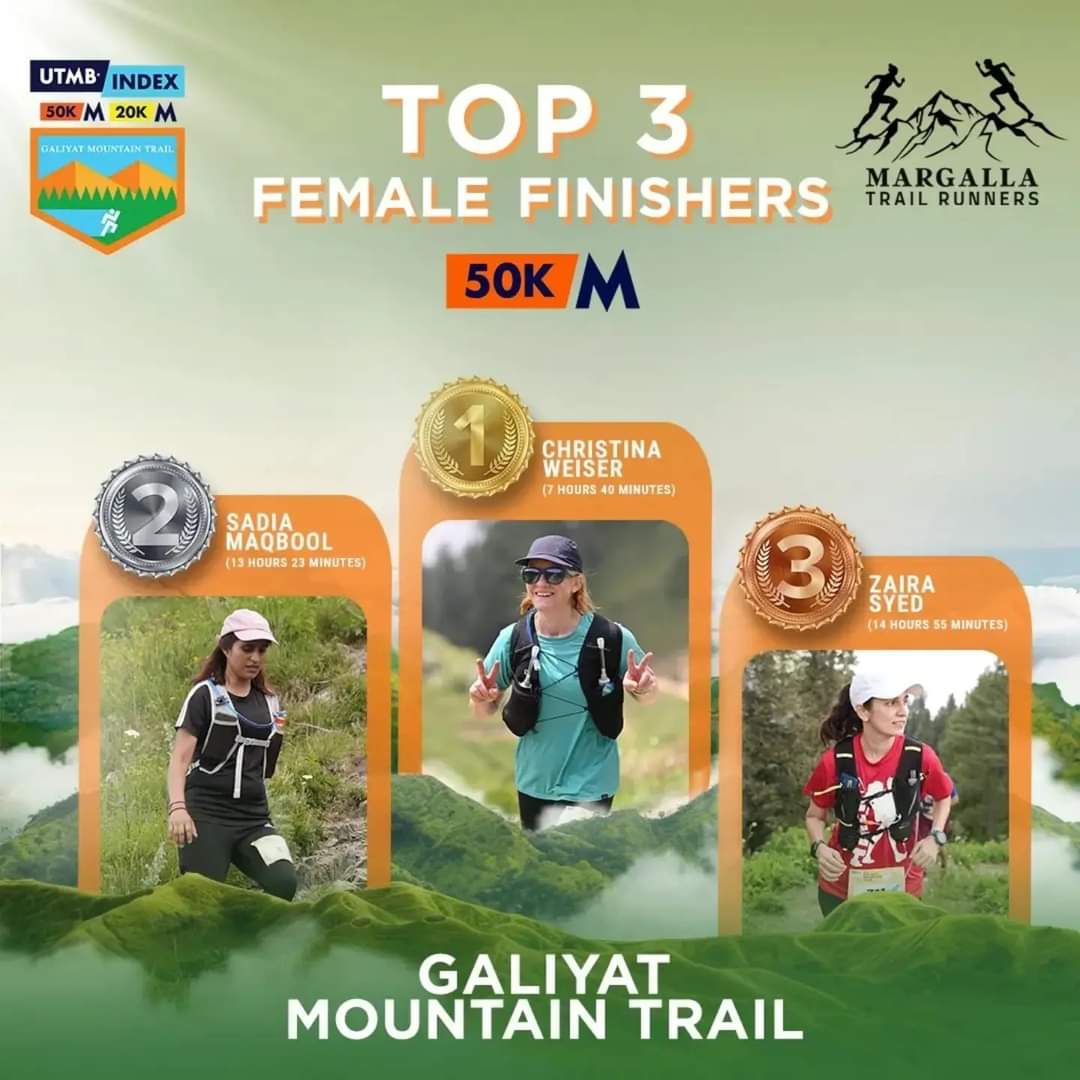 UTMB INDEX
50K M 20K M
GALIYAT MOUNTAIN TRAIL
TOP 3
FEMALE FINISHERS
50K M
MARGALLA
TRAIL RUNNERS
1
CHRISTINA
WEISER
(7 HOURS 40 MINUTES)
2
SADIA
MAQBOOL
(13 HOURS 23 MINUTES)
3
ZAIRA
SYED
(14 HOURS 55 MINUTES)
GALIYAT
MOUNTAIN TRAIL